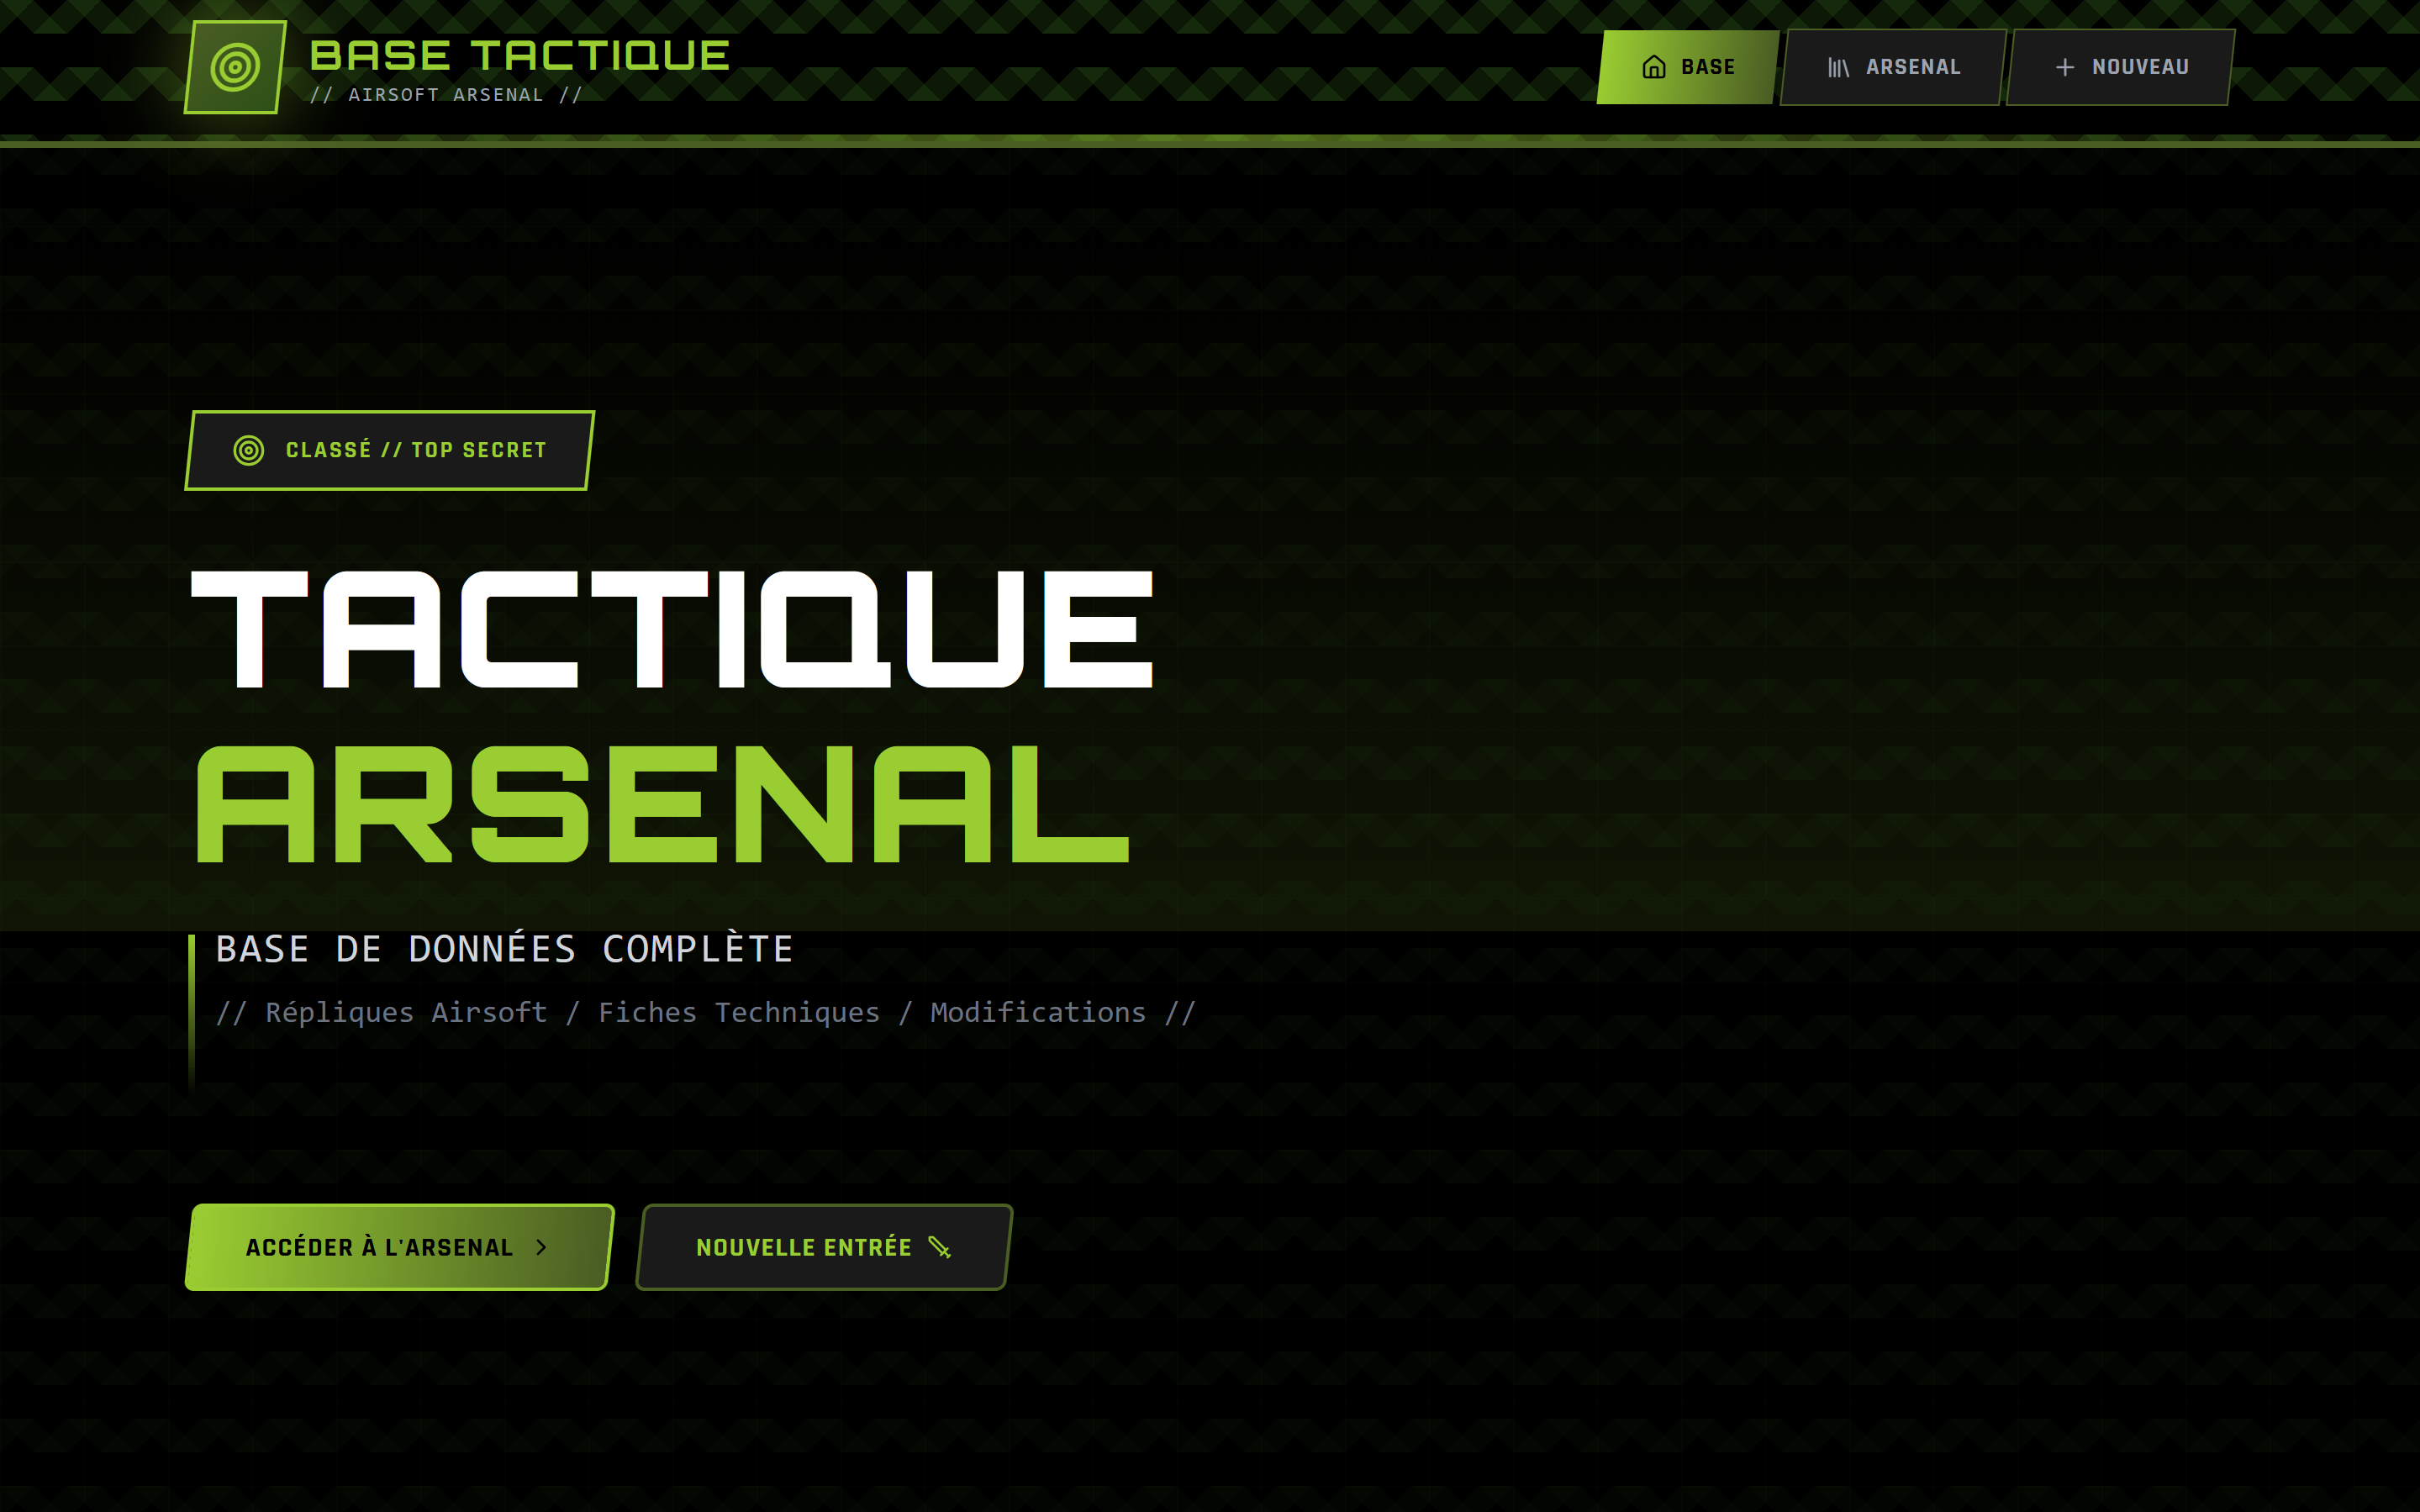 BASE TACTIQUE
// AIRSOFT ARSENAL //
BASE
ARSENAL
NOUVEAU
CLASSÉ // TOP SECRET
TACTIQUE
ARSENAL
BASE DE DONNÉES COMPLÈTE
// Répliques Airsoft / Fiches Techniques / Modifications //
ACCÉDER À L'ARSENAL
NOUVELLE ENTRÉE